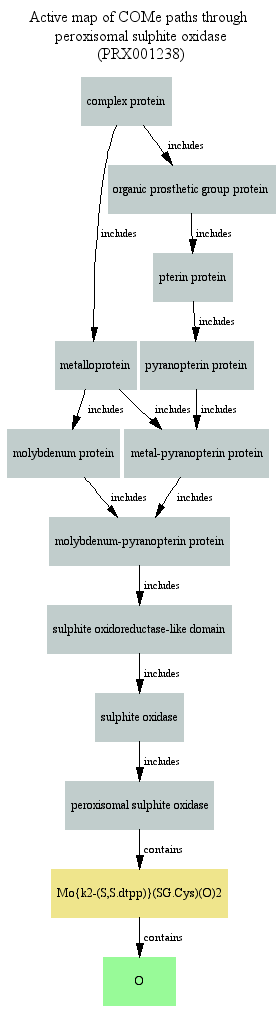 Active map of COMe paths through
peroxisomal sulphite oxidase
(PRX001238)
complex protein
includes
organic prosthetic group protein
includes
includes
pterin protein
includes
metalloprotein
pyranopterin protein
includes
includes
includes
molybdenum protein
metal-pyranopterin protein
includes
includes
molybdenum-pyranopterin protein
includes
sulphite oxidoreductase-like domain
includes
sulphite oxidase
includes
peroxisomal sulphite oxidase
contains
Mo{k2-(S,S.dtpp)}(SG.Cys)(O)2
contains
O